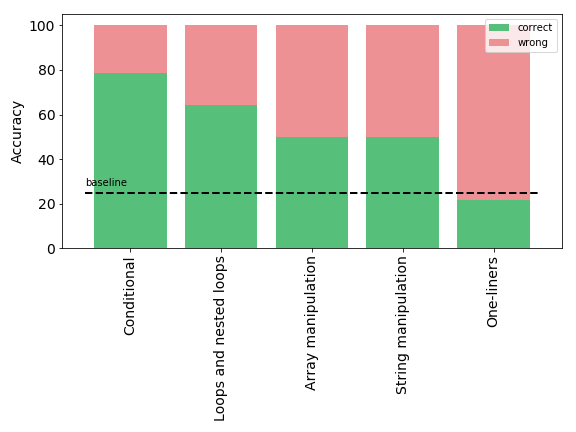 100
80
60
40
20
0
Accuracy
correct
wrong
baseline
Conditional
Loops and nested loops
Array manipulation
String manipulation
One-liners